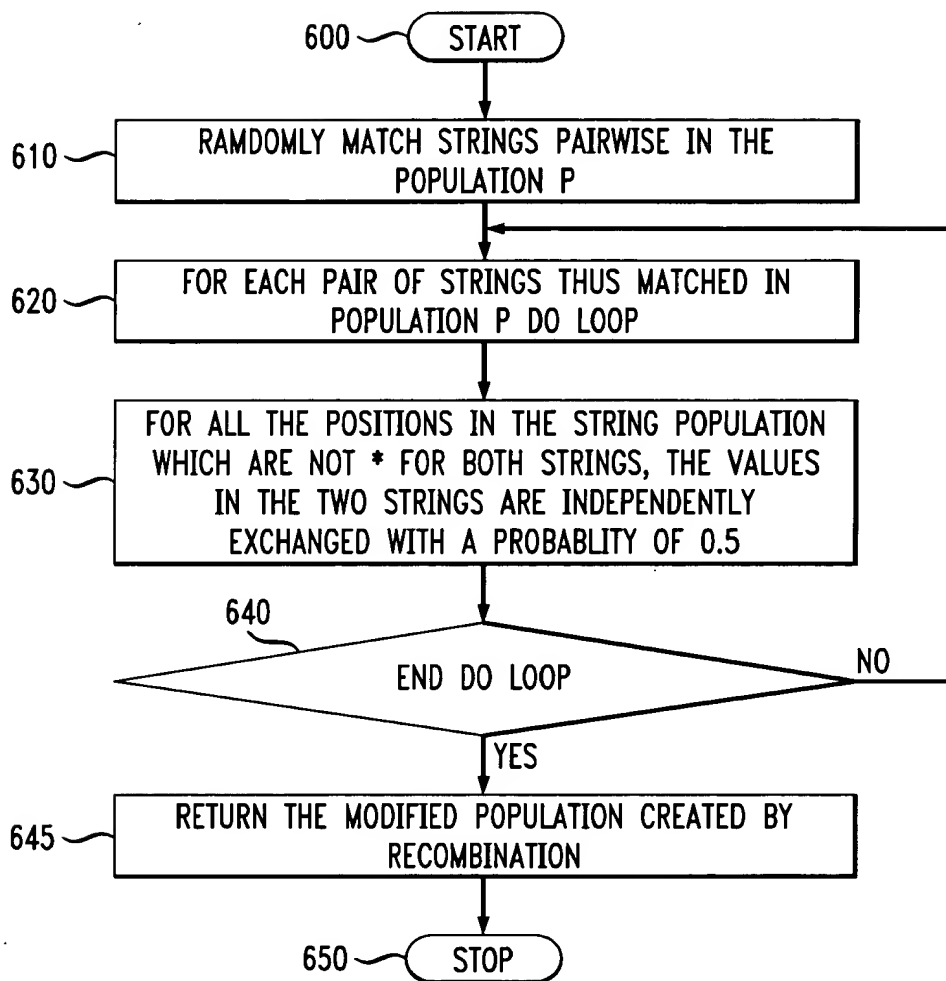 600
START
610
RAMDOMLY MATCH STRINGS PAIRWISE IN THE
POPULATION P
620
FOR EACH PAIR OF STRINGS THUS MATCHED IN
POPULATION P DO LOOP
630
FOR ALL THE POSITIONS IN THE STRING POPULATION
WHICH ARE NOT * FOR BOTH STRINGS, THE VALUES
IN THE TWO STRINGS ARE INDEPENDENTLY
EXCHANGED WITH A PROBABLITY OF 0.5
640
END DO LOOP
NO
YES
645
RETURN THE MODIFIED POPULATION CREATED BY
RECOMBINATION
650
STOP